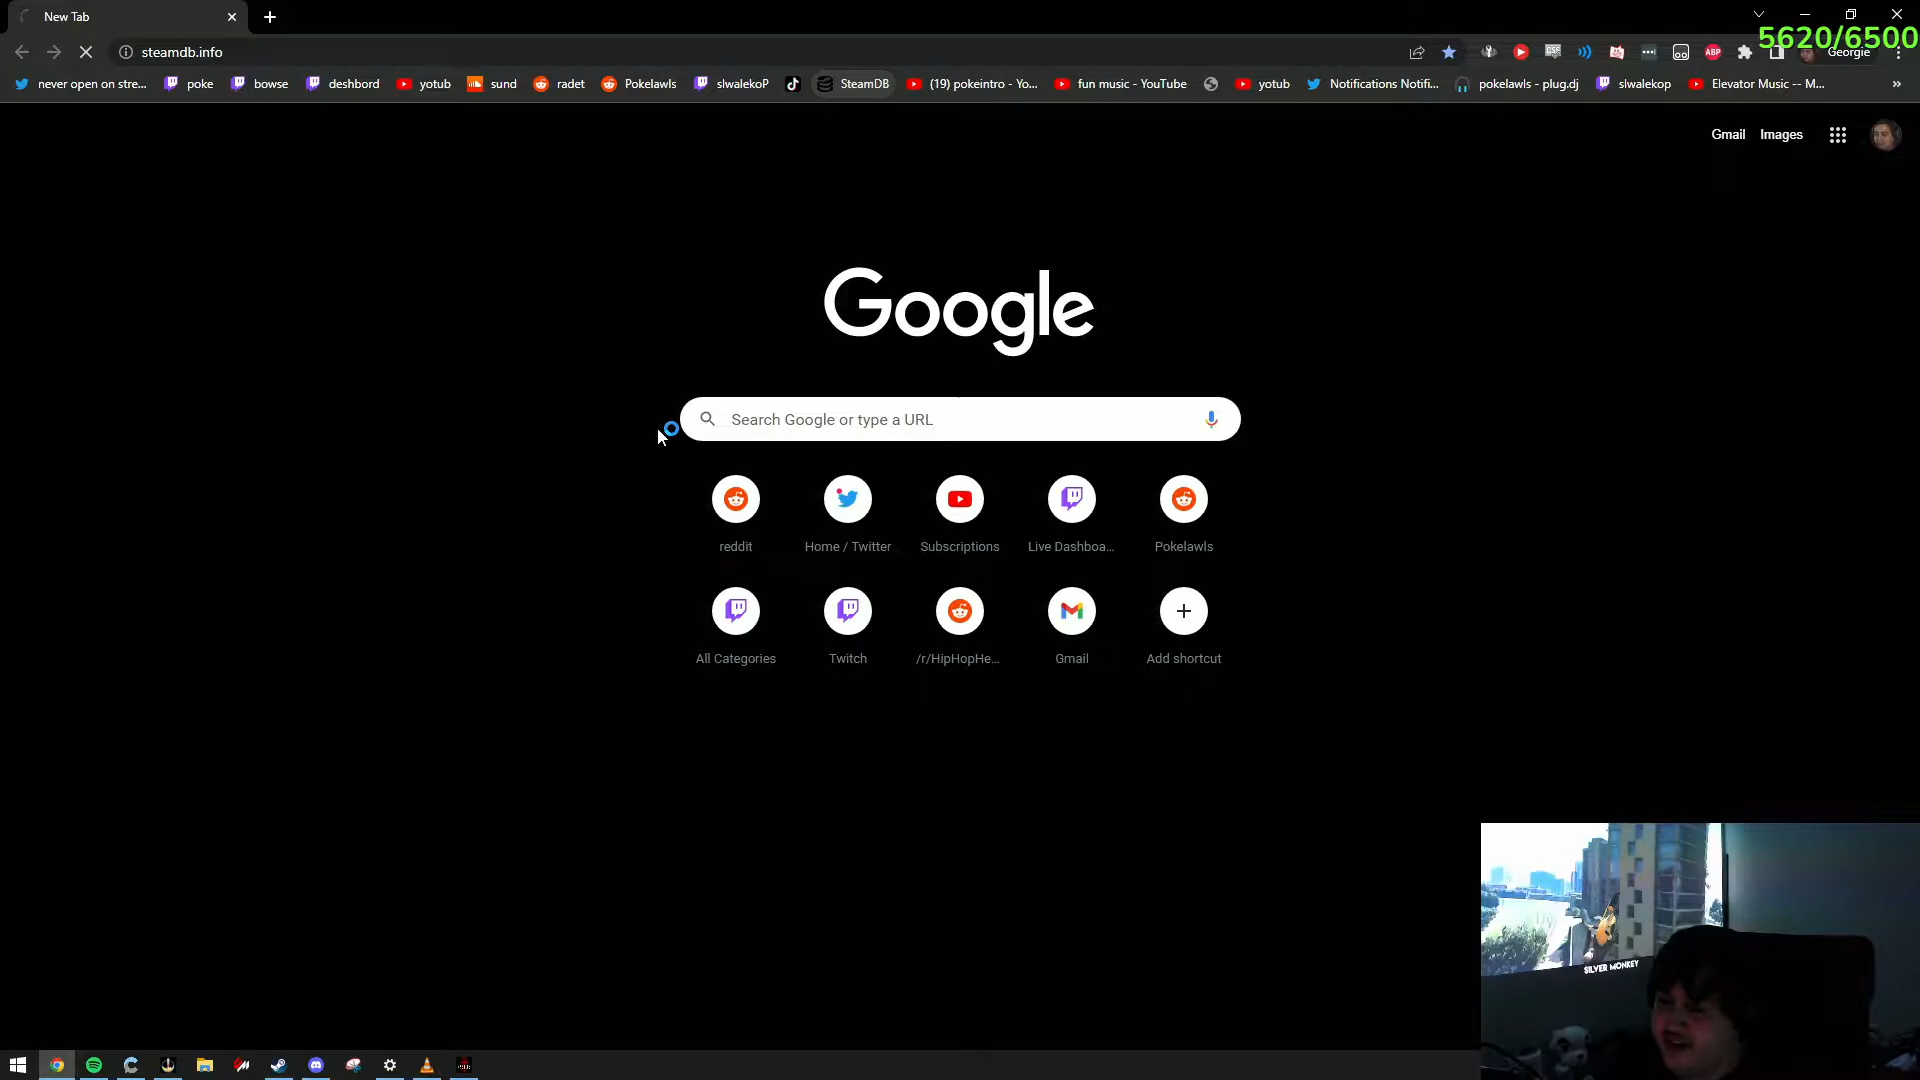 New Tab
5620/6500
steamdb.info
Georgie
never open on stre... poke bowse deshbord yotub sund radet Pokelawls slwalekoP SteamDB (19) pokeintro - Yo... fun music - YouTube yotub Notifications Notifi... pokelawls - plug.dj slwalekop Elevator Music -- M... »
Gmail Images
Google
Search Google or type a URL
reddit Home / Twitter Subscriptions Live Dashboa... Pokelawls
All Categories Twitch /r/HipHopHe... Gmail Add shortcut
SILVER MONKEY
ABP